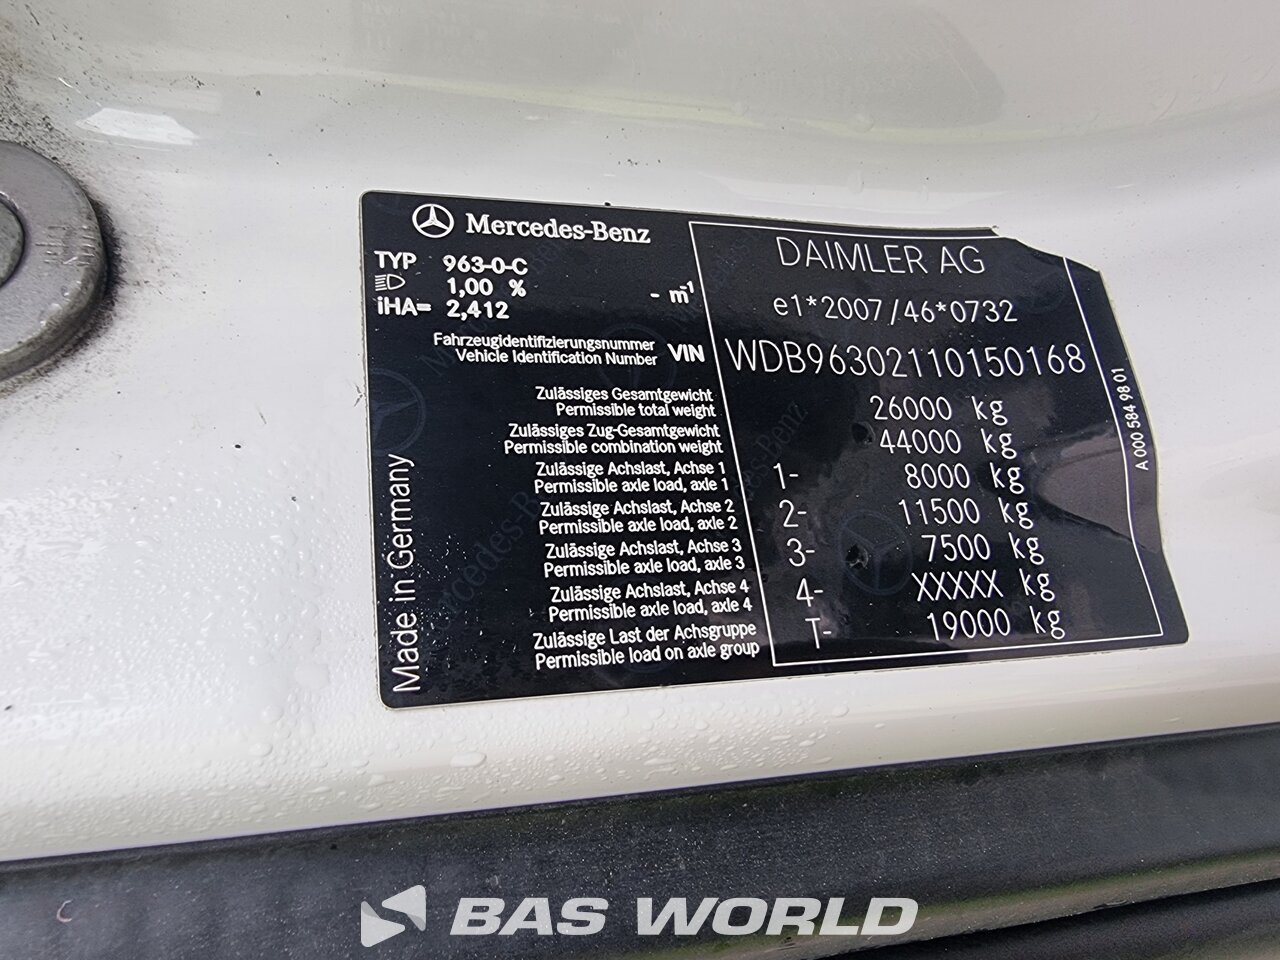 Mercedes-Benz
TYP 963-0-C
1,00 % - m⁻¹
iHA= 2,412
DAIMLER AG
e1*2007/46*0732
Fahrzeugidentifizierungsnummer
Vehicle Identification Number VIN WDB96302110150168
Zulässiges Gesamtgewicht
Permissible total weight 26000 kg
Zulässiges Zug-Gesamtgewicht
Permissible combination weight 44000 kg
Zulässige Achslast, Achse 1
Permissible axle load, axle 1 1- 8000 kg
Zulässige Achslast, Achse 2
Permissible axle load, axle 2 2- 11500 kg
Zulässige Achslast, Achse 3
Permissible axle load, axle 3 3- 7500 kg
Zulässige Achslast, Achse 4
Permissible axle load, axle 4 4- XXXXX kg
Zulässige Last der Achsgruppe
Permissible load on axle group T- 19000 kg
Made in Germany
A 000 584 98 01
BAS WORLD